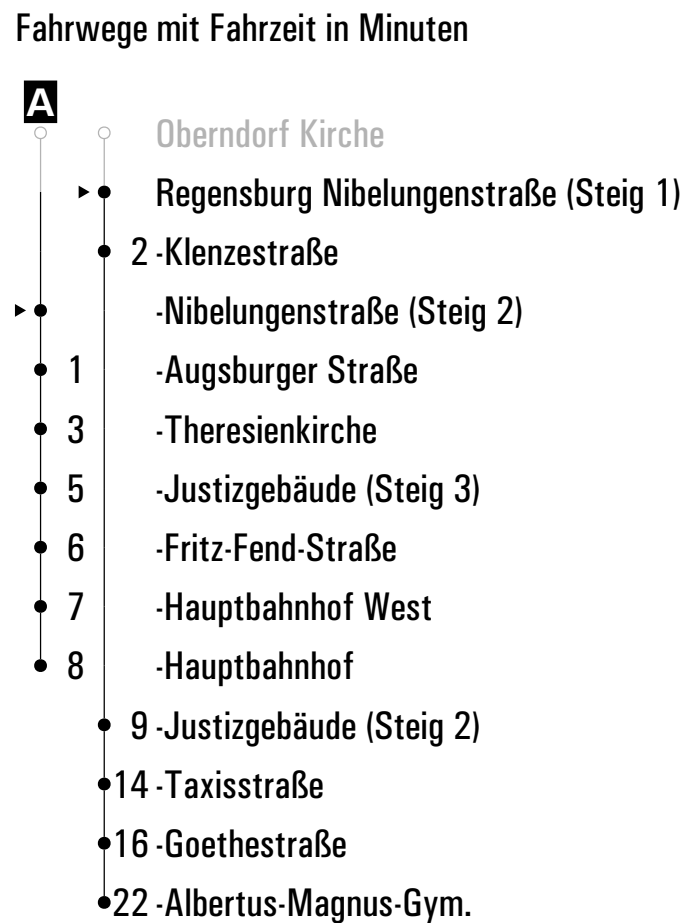 Fahrwege mit Fahrzeit in Minuten
A
Oberndorf Kirche
Regensburg Nibelungenstraße (Steig 1)
2 -Klenzestraße
-Nibelungenstraße (Steig 2)
1 -Augsburger Straße
3 -Theresienkirche
5 -Justizgebäude (Steig 3)
6 -Fritz-Fend-Straße
7 -Hauptbahnhof West
8 -Hauptbahnhof
9 -Justizgebäude (Steig 2)
14 -Taxisstraße
16 -Goethestraße
22 -Albertus-Magnus-Gym.